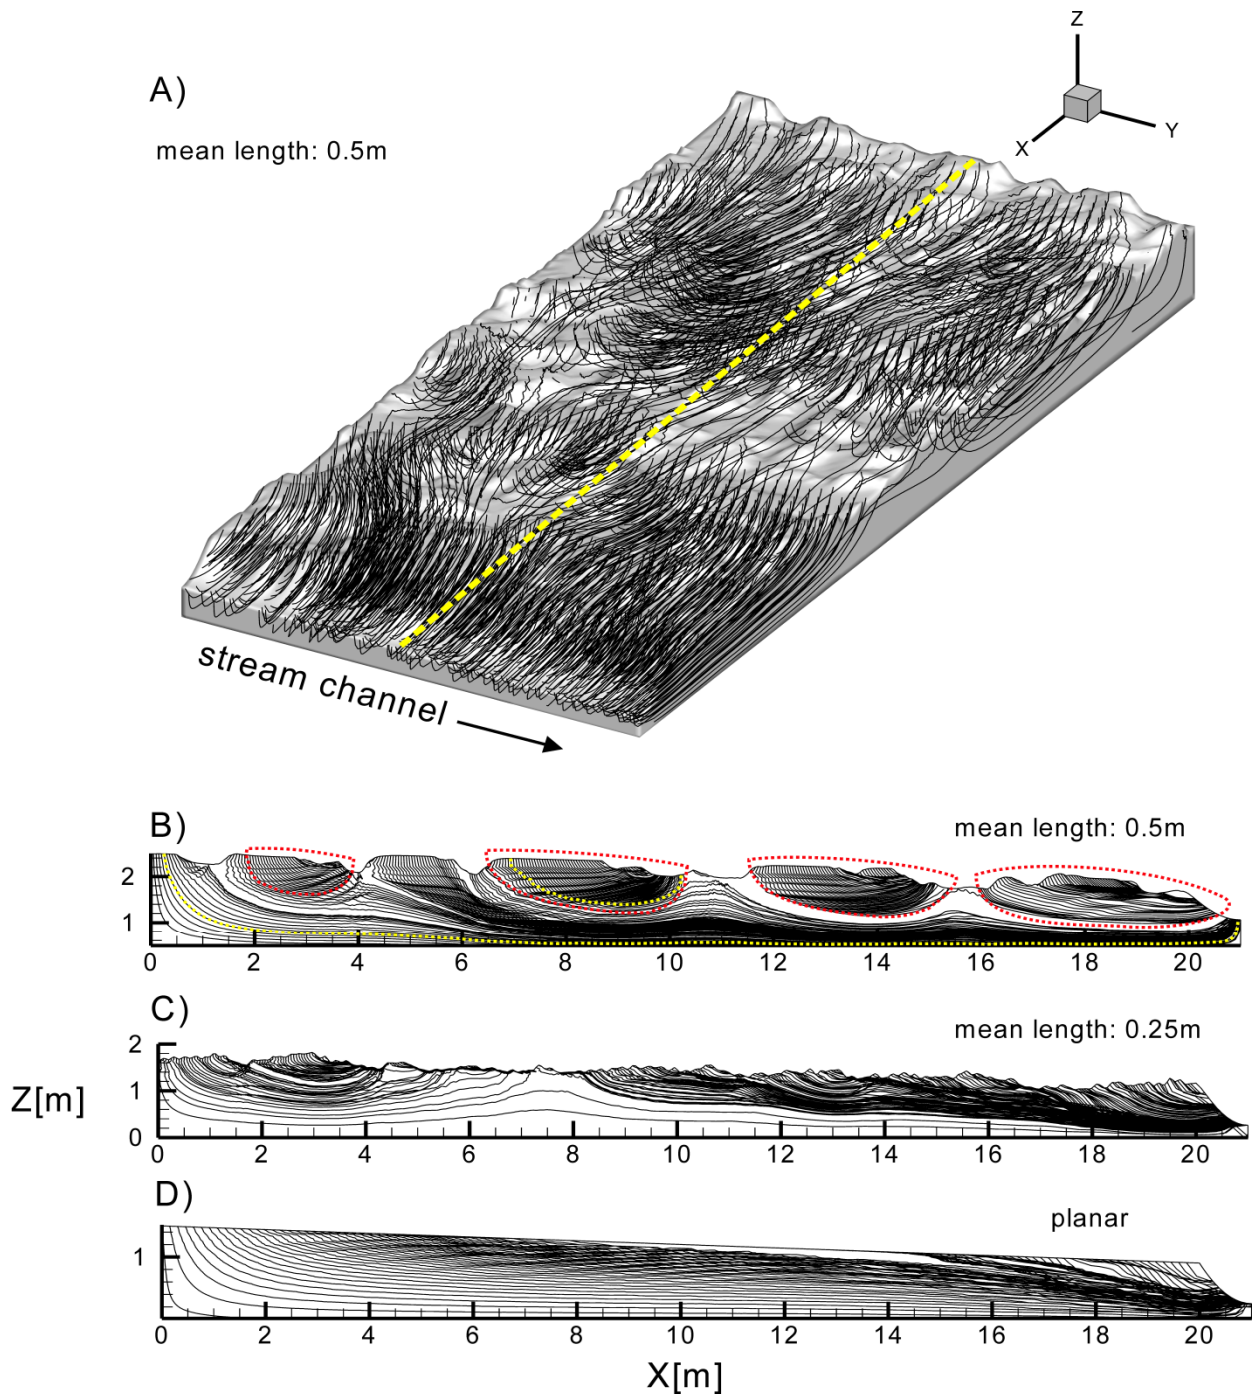 Z
A)
mean length: 0.5m
Y
X
stream channel
B)
mean length: 0.5m
2
1
0 2 4 6 8 10 12 14 16 18 20
C)
mean length: 0.25m
2
1
Z[m]
0
0 2 4 6 8 10 12 14 16 18 20
D)
planar
1
0 2 4 6 8 10 12 14 16 18 20
X[m]